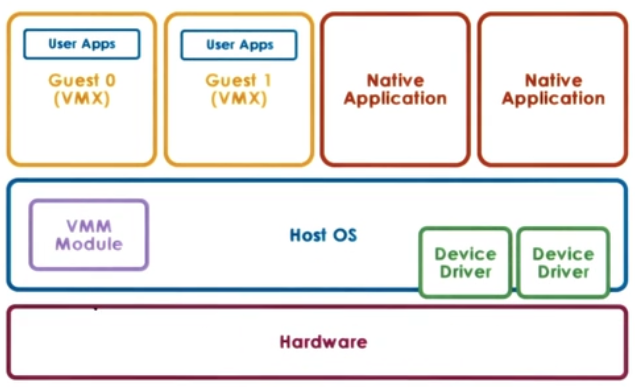 User Apps
Guest 0
(VMX)
User Apps
Guest 1
(VMX)
Native
Application
Native
Application
VMM
Module
Host OS
Device
Driver
Device
Driver
Hardware